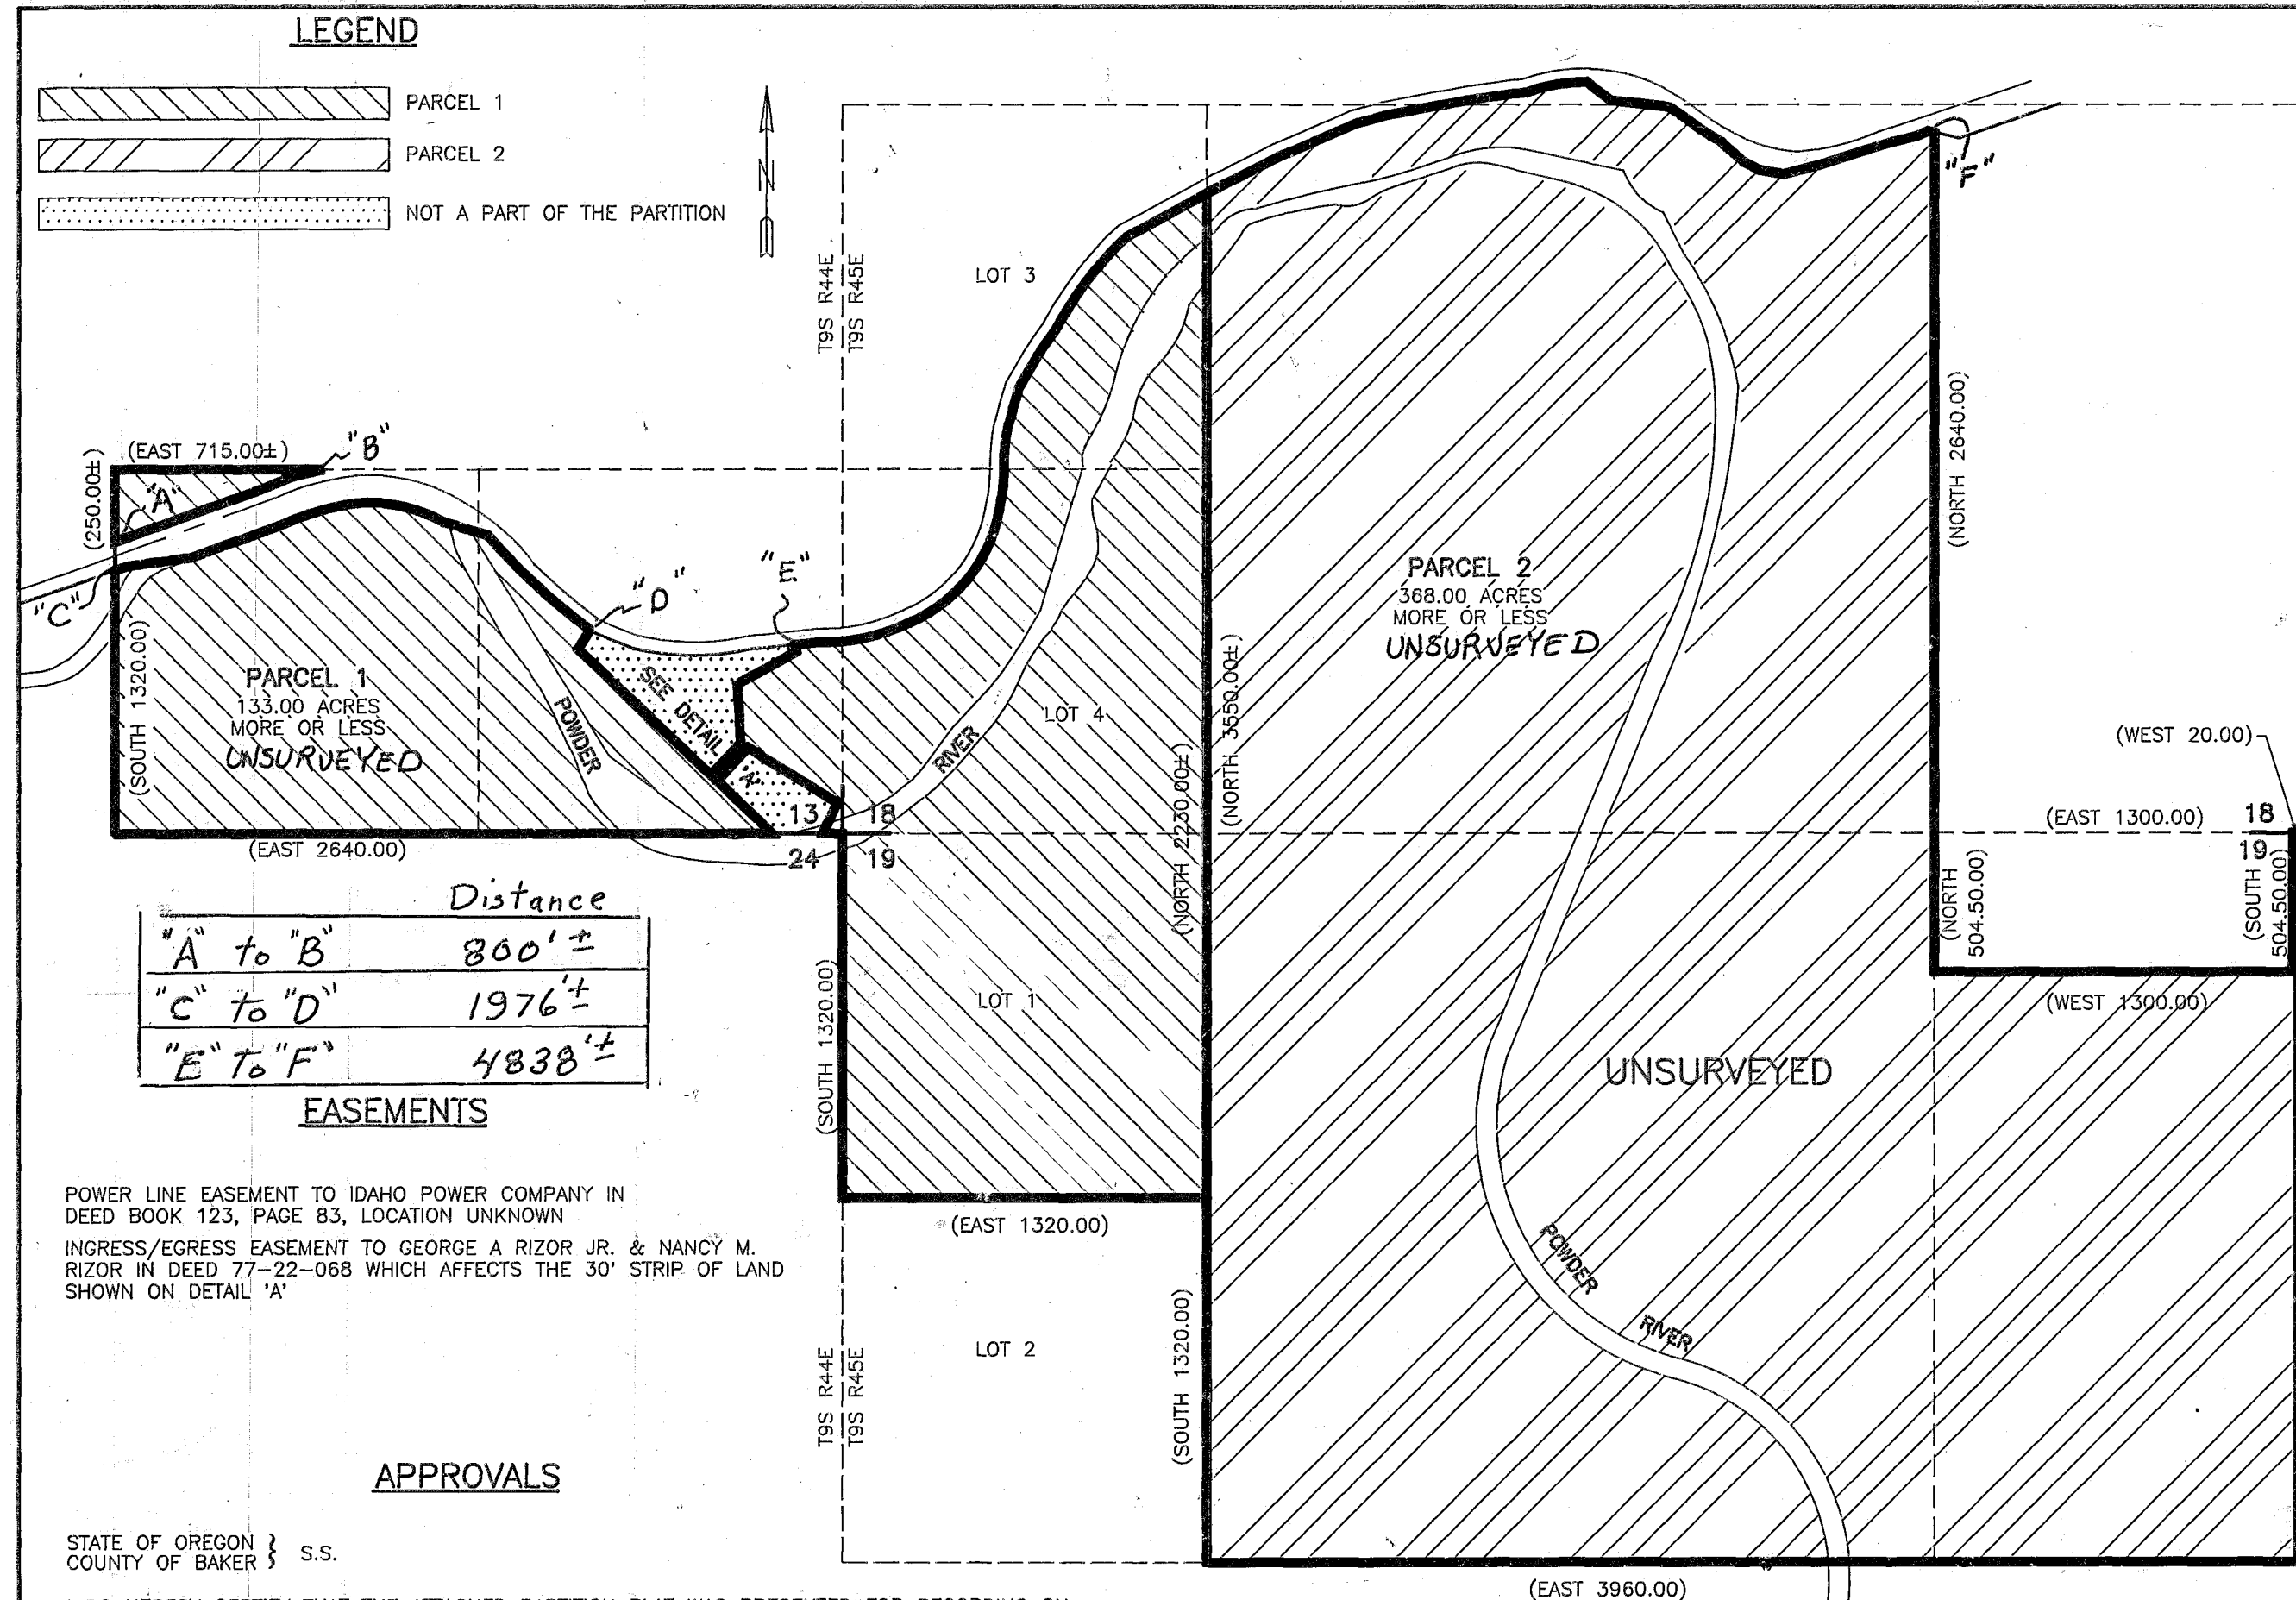 LEGEND
PARCEL 1
PARCEL 2
NOT A PART OF THE PARTITION
N
T9S R44E
T9S R45E
LOT 3
"F"
(NORTH 2640.00)
(EAST 715.00±)
"B"
(250.00±)
"A"
"C"
"D"
"E"
(SOUTH 1320.00)
PARCEL 1
133.00 ACRES
MORE OR LESS
UNSURVEYED
POWDER
SEE DETAIL
'A'
RIVER
LOT 4
(NORTH 2230.00±)
(NORTH 3550.00±)
PARCEL 2
368.00 ACRES
MORE OR LESS
UNSURVEYED
(WEST 20.00)
(EAST 1300.00)
18
19
(NORTH
504.50.00)
(SOUTH
504.50.00)
(WEST 1300.00)
13
18
24
19
(EAST 2640.00)
Distance
"A" to "B" 800'±
"C" to "D" 1976'±
"E" To "F" 4838'±
(SOUTH 1320.00)
LOT 1
UNSURVEYED
(EAST 1320.00)
EASEMENTS
POWER LINE EASEMENT TO IDAHO POWER COMPANY IN
DEED BOOK 123, PAGE 83, LOCATION UNKNOWN
INGRESS/EGRESS EASEMENT TO GEORGE A RIZOR JR. & NANCY M.
RIZOR IN DEED 77-22-068 WHICH AFFECTS THE 30' STRIP OF LAND
SHOWN ON DETAIL 'A'
T9S R44E
T9S R45E
LOT 2
(SOUTH 1320.00)
POWDER
RIVER
(EAST 3960.00)
APPROVALS
STATE OF OREGON } S.S.
COUNTY OF BAKER }